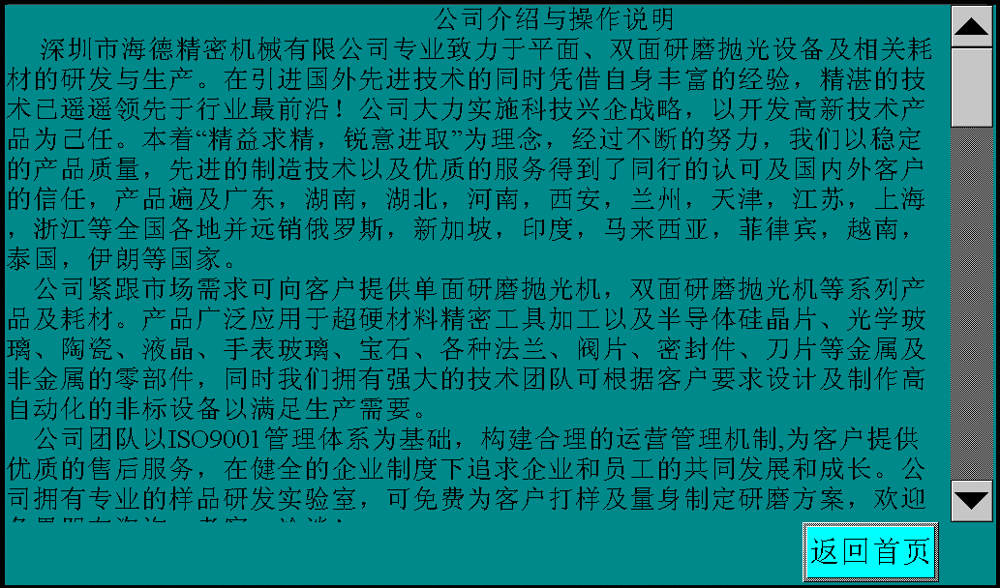 公司介绍与操作说明
深圳市海德精密机械有限公司专业致力于平面、双面研磨抛光设备及相关耗
材的研发与生产。在引进国外先进技术的同时凭借自身丰富的经验，精湛的技
术已遥遥领先于行业最前沿！公司大力实施科技兴企战略，以开发高新技术产
品为己任。本着“精益求精，锐意进取”为理念，经过不断的努力，我们以稳定
的产品质量，先进的制造技术以及优质的服务得到了同行的认可及国内外客户
的信任，产品遍及广东，湖南，湖北，河南，西安，兰州，天津，江苏，上海
，浙江等全国各地并远销俄罗斯，新加坡，印度，马来西亚，菲律宾，越南，
泰国，伊朗等国家。
公司紧跟市场需求可向客户提供单面研磨抛光机，双面研磨抛光机等系列产
品及耗材。产品广泛应用于超硬材料精密工具加工以及半导体硅晶片、光学玻
璃、陶瓷、液晶、手表玻璃、宝石、各种法兰、阀片、密封件、刀片等金属及
非金属的零部件，同时我们拥有强大的技术团队可根据客户要求设计及制作高
自动化的非标设备以满足生产需要。
公司团队以ISO9001管理体系为基础，构建合理的运营管理机制,为客户提供
优质的售后服务，在健全的企业制度下追求企业和员工的共同发展和成长。公
司拥有专业的样品研发实验室，可免费为客户打样及量身制定研磨方案，欢迎
返回首页